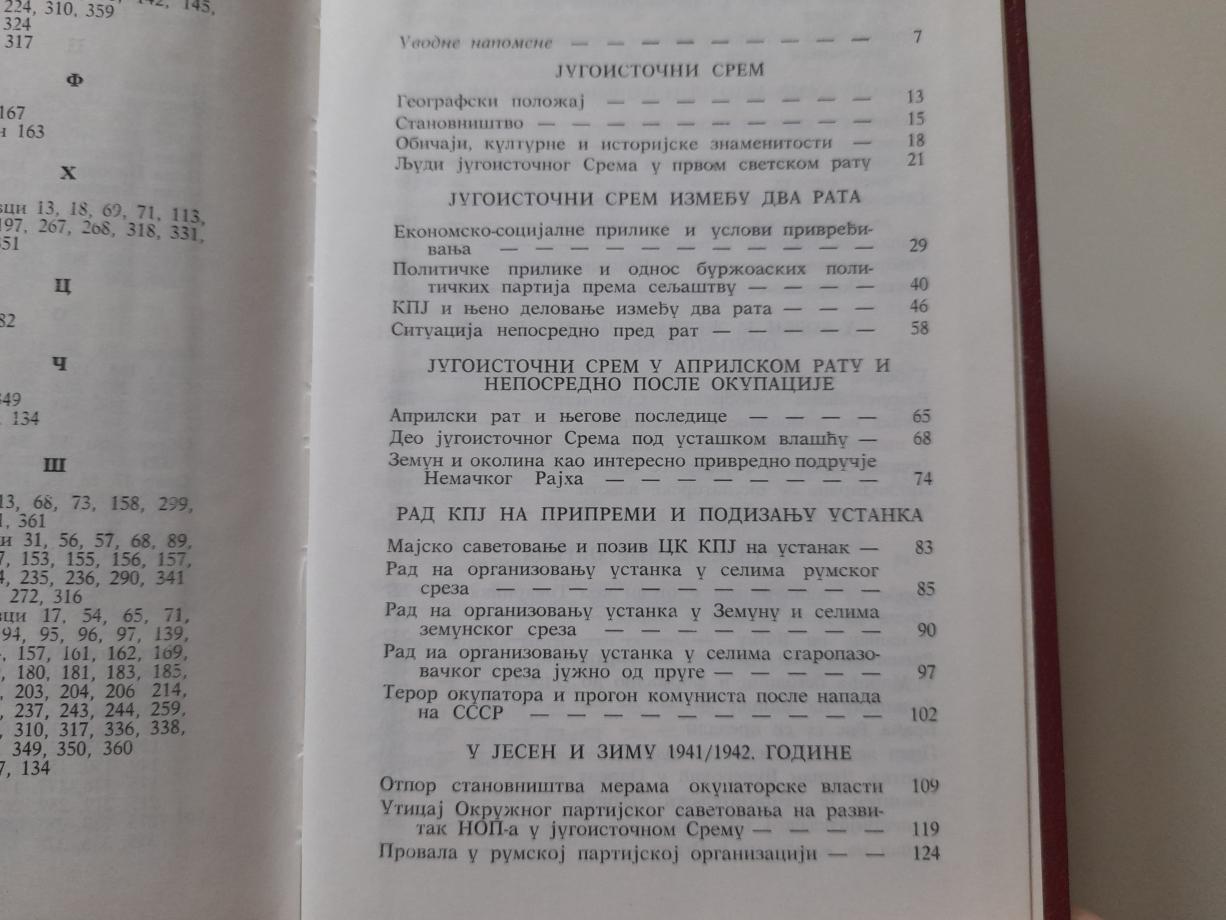 224, 310, 359
142, 145,
324
317
Ф
167
н 163
Х
вци 13, 18, 69, 71, 113,
197, 267, 268, 318, 331,
351
Ц
82
Ч
349
134
Ш
13, 68, 73, 158, 299,
, 361
и 31, 56, 57, 68, 89,
7, 153, 155, 156, 157,
4, 235, 236, 290, 341
272, 316
вци 17, 54, 65, 71,
94, 95, 96, 97, 139,
, 157, 161, 162, 169,
, 180, 181, 183, 185,
, 203, 204, 206 214,
, 237, 243, 244, 259,
, 310, 317, 336, 338,
349, 350, 360
7, 134
Уводне напомене — — — — — — — — — 7
ЈУГОИСТОЧНИ СРЕМ
Географски положај — — — — — — — — 13
Становништво — — — — — — — — — — 15
Обичаји, културне и историјске знаменитости — 18
Људи југоисточног Срема у првом светском рату 21
ЈУГОИСТОЧНИ СРЕМ ИЗМЕЂУ ДВА РАТА
Економско-социјалне прилике и услови привређи-
вања — — — — — — — — — — — 29
Политичке прилике и однос буржоаских поли-
тичких партија према сељаштву — — — — 40
КПЈ и њено деловање између два рата — — — 46
Ситуација непосредно пред рат — — — — — 58
ЈУГОИСТОЧНИ СРЕМ У АПРИЛСКОМ РАТУ И
НЕПОСРЕДНО ПОСЛЕ ОКУПАЦИЈЕ
Априлски рат и његове последице — — — — 65
Део југоисточног Срема под усташком влашћу — 68
Земун и околина као интересно привредно подручје
Немачког Рајха — — — — — — — — 74
РАД КПЈ НА ПРИПРЕМИ И ПОДИЗАЊУ УСТАНКА
Мајско саветовање и позив ЦК КПЈ на устанак — 83
Рад на организовању устанка у селима румског
среза — — — — — — — — — — — 85
Рад на организовању устанка у Земуну и селима
земунског среза — — — — — — — — 90
Рад иа организовању устанка у селима старопазо-
вачког среза јужно од пруге — — — — — 97
Терор окупатора и прогон комуниста после напада
на СССР — — — — — — — — — — 102
У ЈЕСЕН И ЗИМУ 1941/1942. ГОДИНЕ
Отпор становништва мерама окупаторске власти 109
Утицај Окружног партијског саветовања на разви-
так НОП-а у југоисточном Срему — — — — 119
Провала у румској партијској организацији — — 124